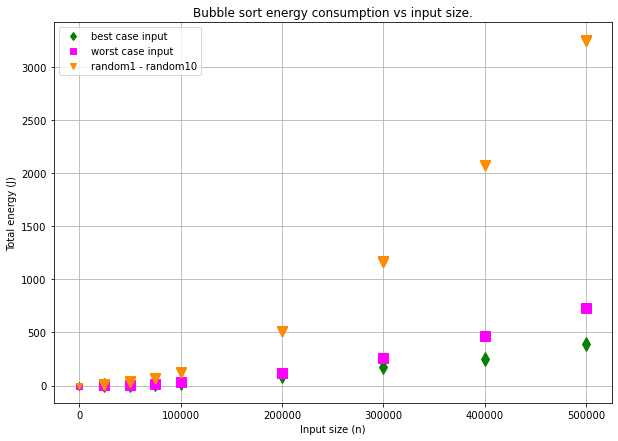 Bubble sort energy consumption vs input size.
best case input
worst case input
random1 - random10
3000
2500
2000
1500
1000
500
0
Total energy (J)
0 100000 200000 300000 400000 500000
Input size (n)